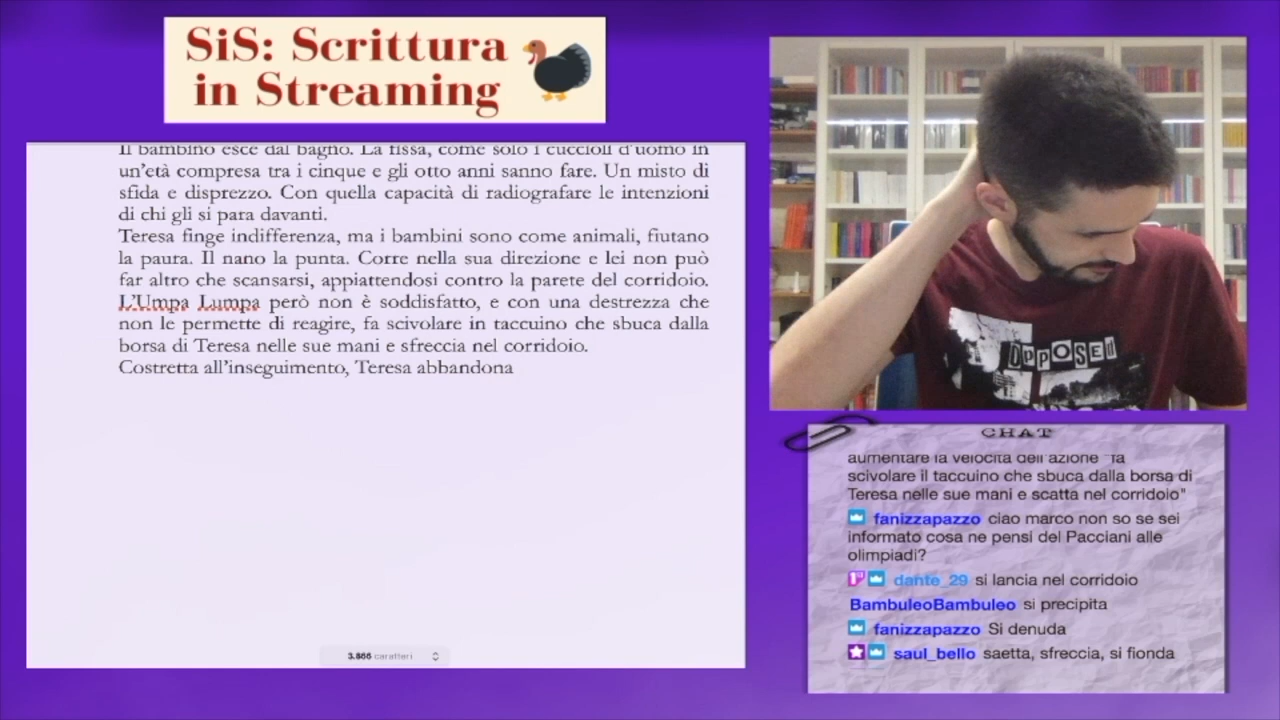 SiS: Scrittura
in Streaming
Il bambino esce dal bagno. La fissa, come solo i cuccioli d'uomo in
un'età compresa tra i cinque e gli otto anni sanno fare. Un misto di
sfida e disprezzo. Con quella capacità di radiografare le intenzioni
di chi gli si para davanti.
Teresa finge indifferenza, ma i bambini sono come animali, fiutano
la paura. Il nano la punta. Corre nella sua direzione e lei non può
far altro che scansarsi, appiattendosi contro la parete del corridoio.
L'Umpa Lumpa però non è soddisfatto, e con una destrezza che
non le permette di reagire, fa scivolare in taccuino che sbuca dalla
borsa di Teresa nelle sue mani e sfreccia nel corridoio.
Costretta all'inseguimento, Teresa abbandona
3.866 caratteri
OPPOSED
CHAT
aumentare la velocità dell'azione "fa
scivolare il taccuino che sbuca dalla borsa di
Teresa nelle sue mani e scatta nel corridoio"
fanizzapazzo ciao marco non so se sei
informato cosa ne pensi del Pacciani alle
olimpiadi?
dante_29 si lancia nel corridoio
BambuleoBambuleo si precipita
fanizzapazzo Si denuda
saul_bello saetta, sfreccia, si fionda